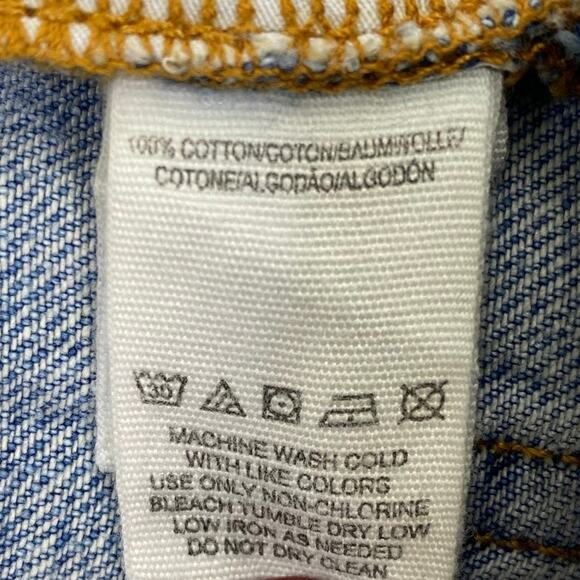 100% COTTON/COTON/BAUMWOLLE/
COTONE/ALGODÃO/ALGODÓN
30
MACHINE WASH COLD
WITH LIKE COLORS
USE ONLY NON-CHLORINE
BLEACH TUMBLE DRY LOW
LOW IRON AS NEEDED
DO NOT DRY CLEAN